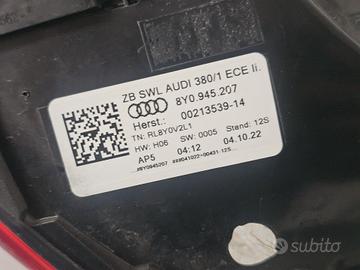 ZB SWL AUDI 380/1 ECE li.
8Y0.945.207
Herst.: 00213539-14
TN: RL8Y0V2L1
HW: H06 SW: 0005 Stand: 12S
AP5 04:12 04.10.22
subito